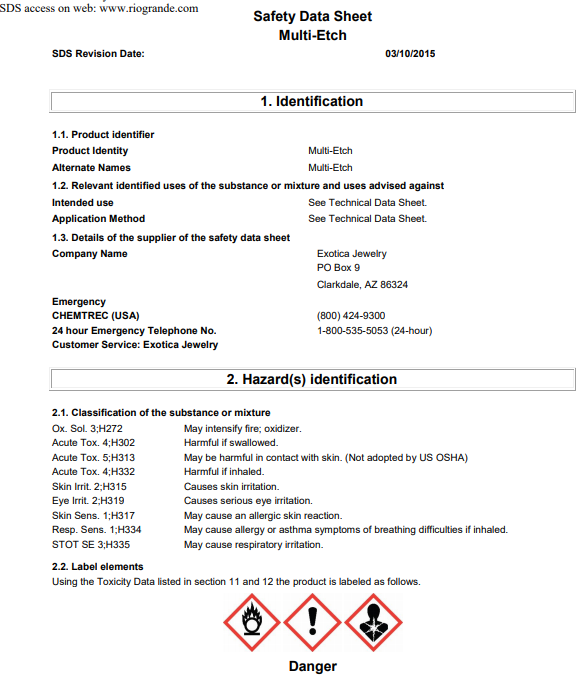 SDS access on web: www.riogrande.com
Safety Data Sheet
Multi-Etch
SDS Revision Date: 03/10/2015
1. Identification
1.1. Product identifier
Product Identity Multi-Etch
Alternate Names Multi-Etch
1.2. Relevant identified uses of the substance or mixture and uses advised against
Intended use See Technical Data Sheet.
Application Method See Technical Data Sheet.
1.3. Details of the supplier of the safety data sheet
Company Name Exotica Jewelry
PO Box 9
Clarkdale, AZ 86324
Emergency
CHEMTREC (USA) (800) 424-9300
24 hour Emergency Telephone No. 1-800-535-5053 (24-hour)
Customer Service: Exotica Jewelry
2. Hazard(s) identification
2.1. Classification of the substance or mixture
Ox. Sol. 3;H272 May intensify fire; oxidizer.
Acute Tox. 4;H302 Harmful if swallowed.
Acute Tox. 5;H313 May be harmful in contact with skin. (Not adopted by US OSHA)
Acute Tox. 4;H332 Harmful if inhaled.
Skin Irrit. 2;H315 Causes skin irritation.
Eye Irrit. 2;H319 Causes serious eye irritation.
Skin Sens. 1;H317 May cause an allergic skin reaction.
Resp. Sens. 1;H334 May cause allergy or asthma symptoms of breathing difficulties if inhaled.
STOT SE 3;H335 May cause respiratory irritation.
2.2. Label elements
Using the Toxicity Data listed in section 11 and 12 the product is labeled as follows.
Danger